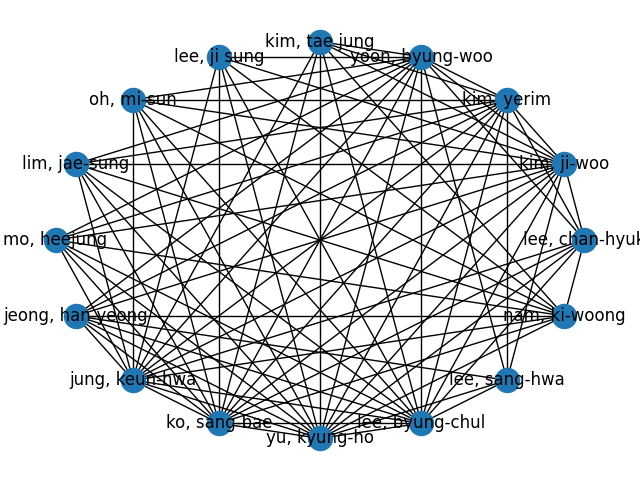 kim, tae jung
lee, ji sung
yoon, byung-woo
oh, mi-sun
kim, yerim
lim, jae-sung
kim, ji-woo
mo, heejung
lee, chan-hyuk
jeong, han yeong
nam, ki-woong
jung, keun-hwa
lee, sang-hwa
ko, sang bae
lee, byung-chul
yu, kyung-ho